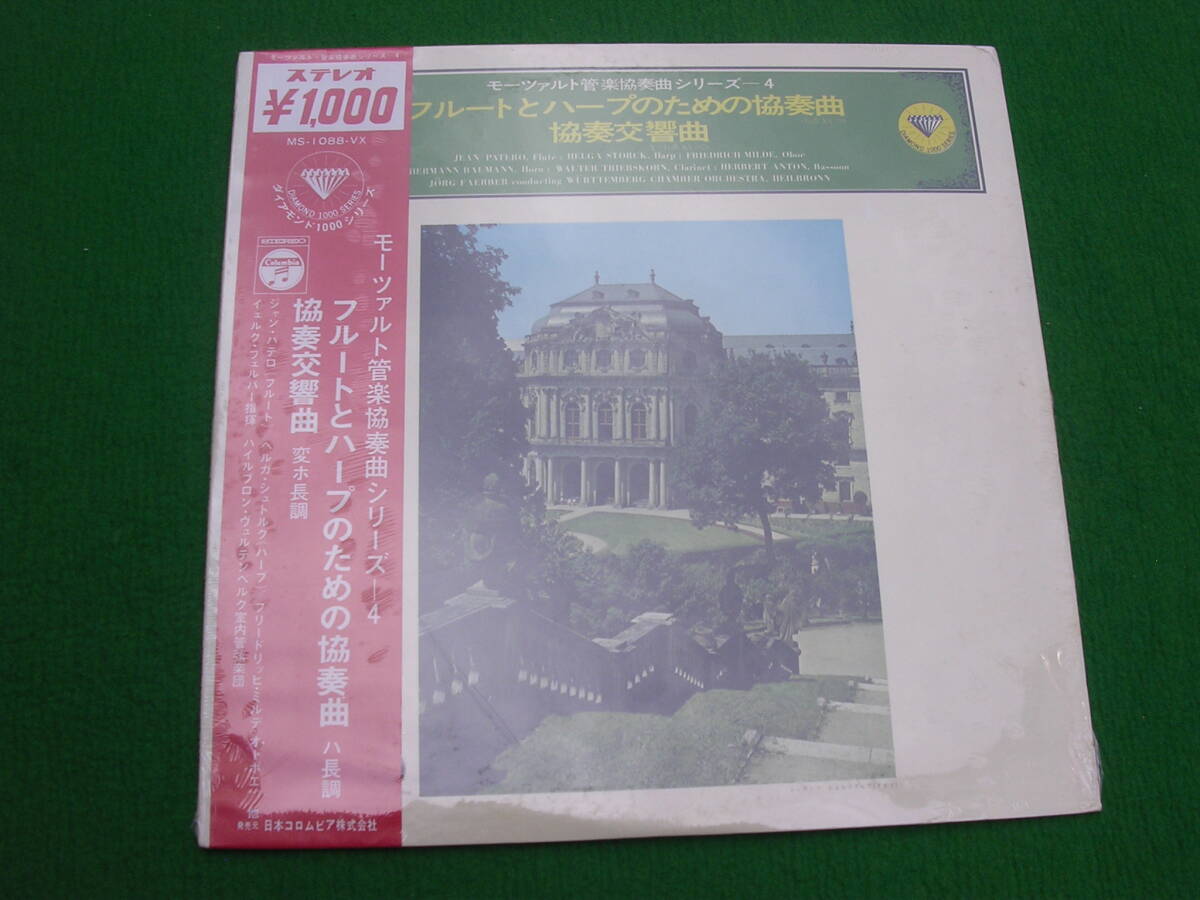 モーツァルト管楽協奏曲シリーズ—4
ステレオ
¥1,000
MS-1088-VX
DIAMOND 1000 SERIES
ダイアモンド1000シリーズ
STEREO
Columbia
モーツァルト管楽協奏曲シリーズ—4
フルートとハープのための協奏曲 ハ長調
協奏交響曲 変ホ長調
ジャン・パテロ(フルート) ヘルガ・シュトルク(ハープ) フリードリッヒ・ミルデ(オーボエ) 他
イェルク・フェルバー指揮 ハイルブロン・ヴュルテンベルク室内管弦楽団
発売元 日本コロムビア株式会社
モーツァルト管楽協奏曲シリーズ—4
フルートとハープのための協奏曲
協奏交響曲
JEAN PATERO, Flute : HELGA STORCK, Harp : FRIEDRICH MILDE, Oboe
HERMANN BAUMANN, Horn : WALTER TRIEBSKORN, Clarinet : HERBERT ANTON, Bassoon
JÖRG FAERBER conducting WÜRTTEMBERG CHAMBER ORCHESTRA, HEILBRONN